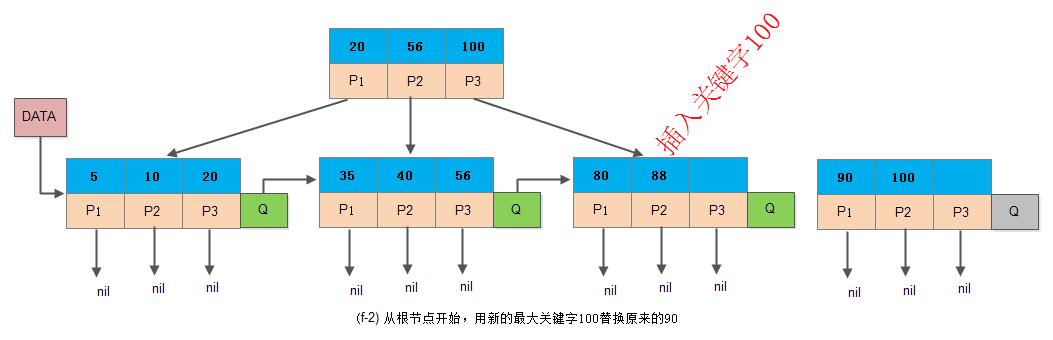 20 56 100
P1 P2 P3
插入关键字100
DATA
5 10 20
P1 P2 P3 Q
nil nil nil
35 40 56
P1 P2 P3 Q
nil nil nil
80 88
P1 P2 P3 Q
nil nil nil
90 100
P1 P2 P3 Q
nil nil nil
(f-2) 从根节点开始，用新的最大关键字100替换原来的90